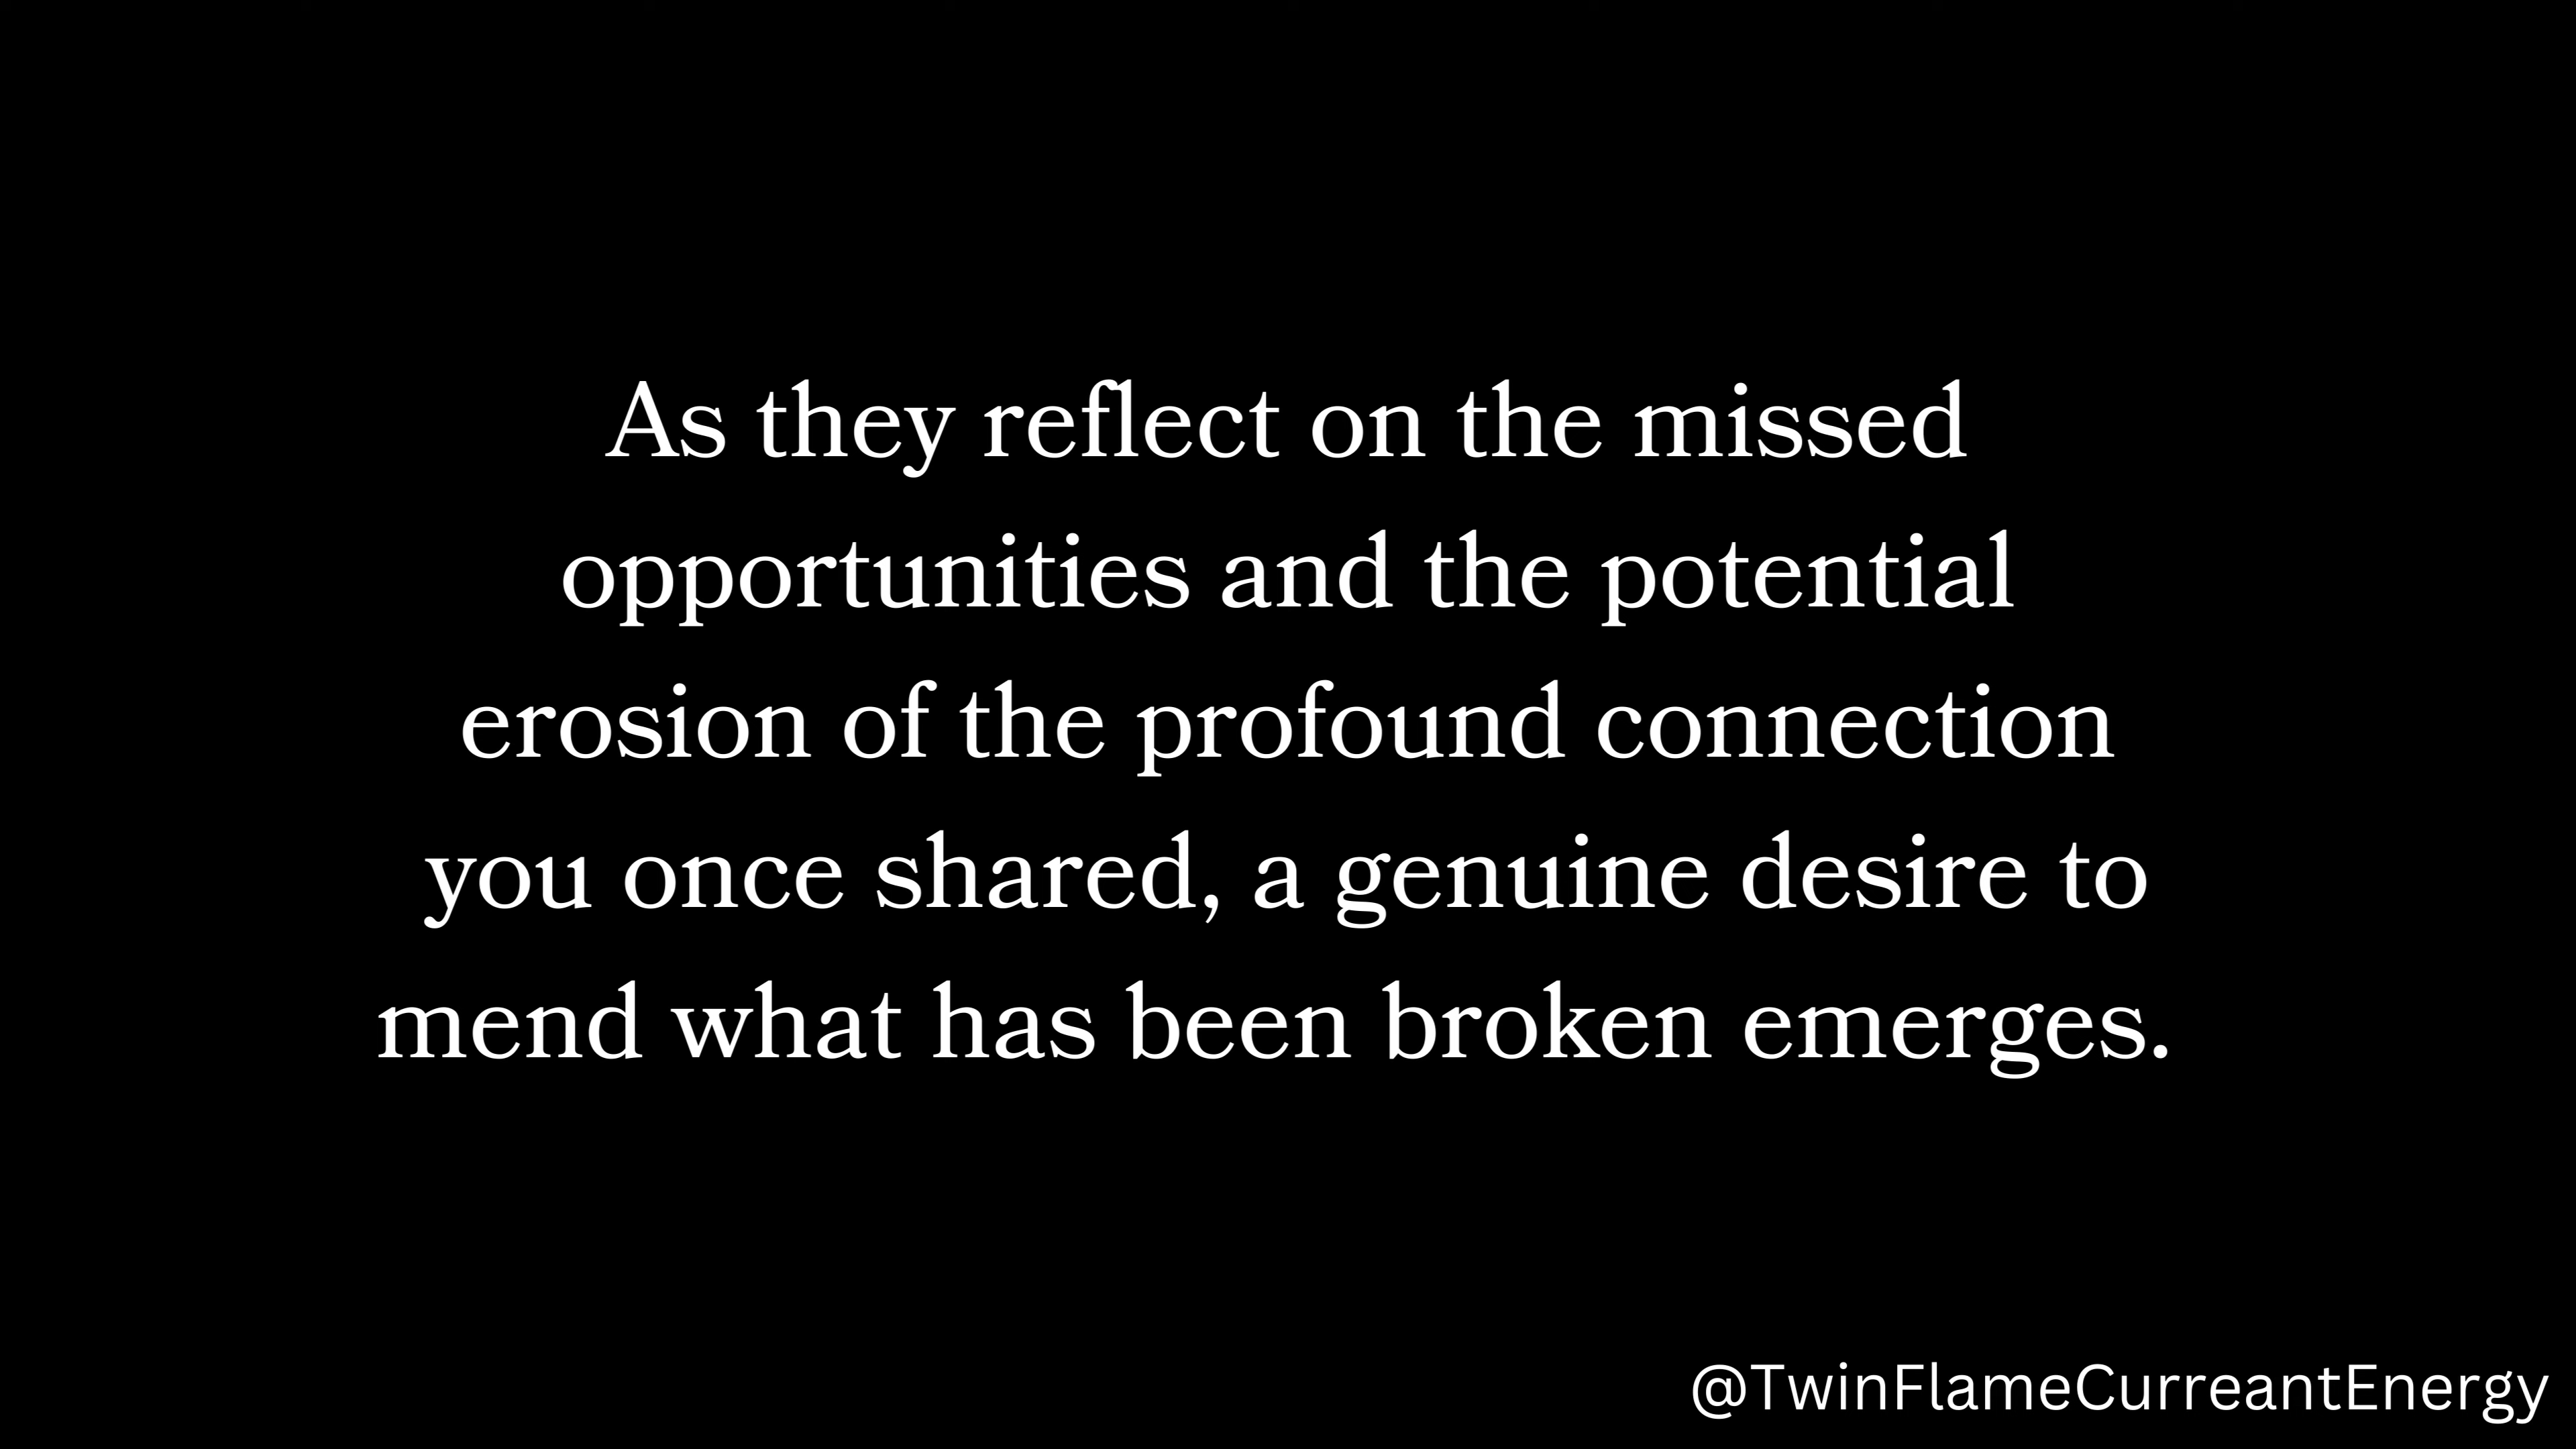 As they reflect on the missed
opportunities and the potential
erosion of the profound connection
you once shared, a genuine desire to
mend what has been broken emerges.
@TwinFlameCurreantEnergy